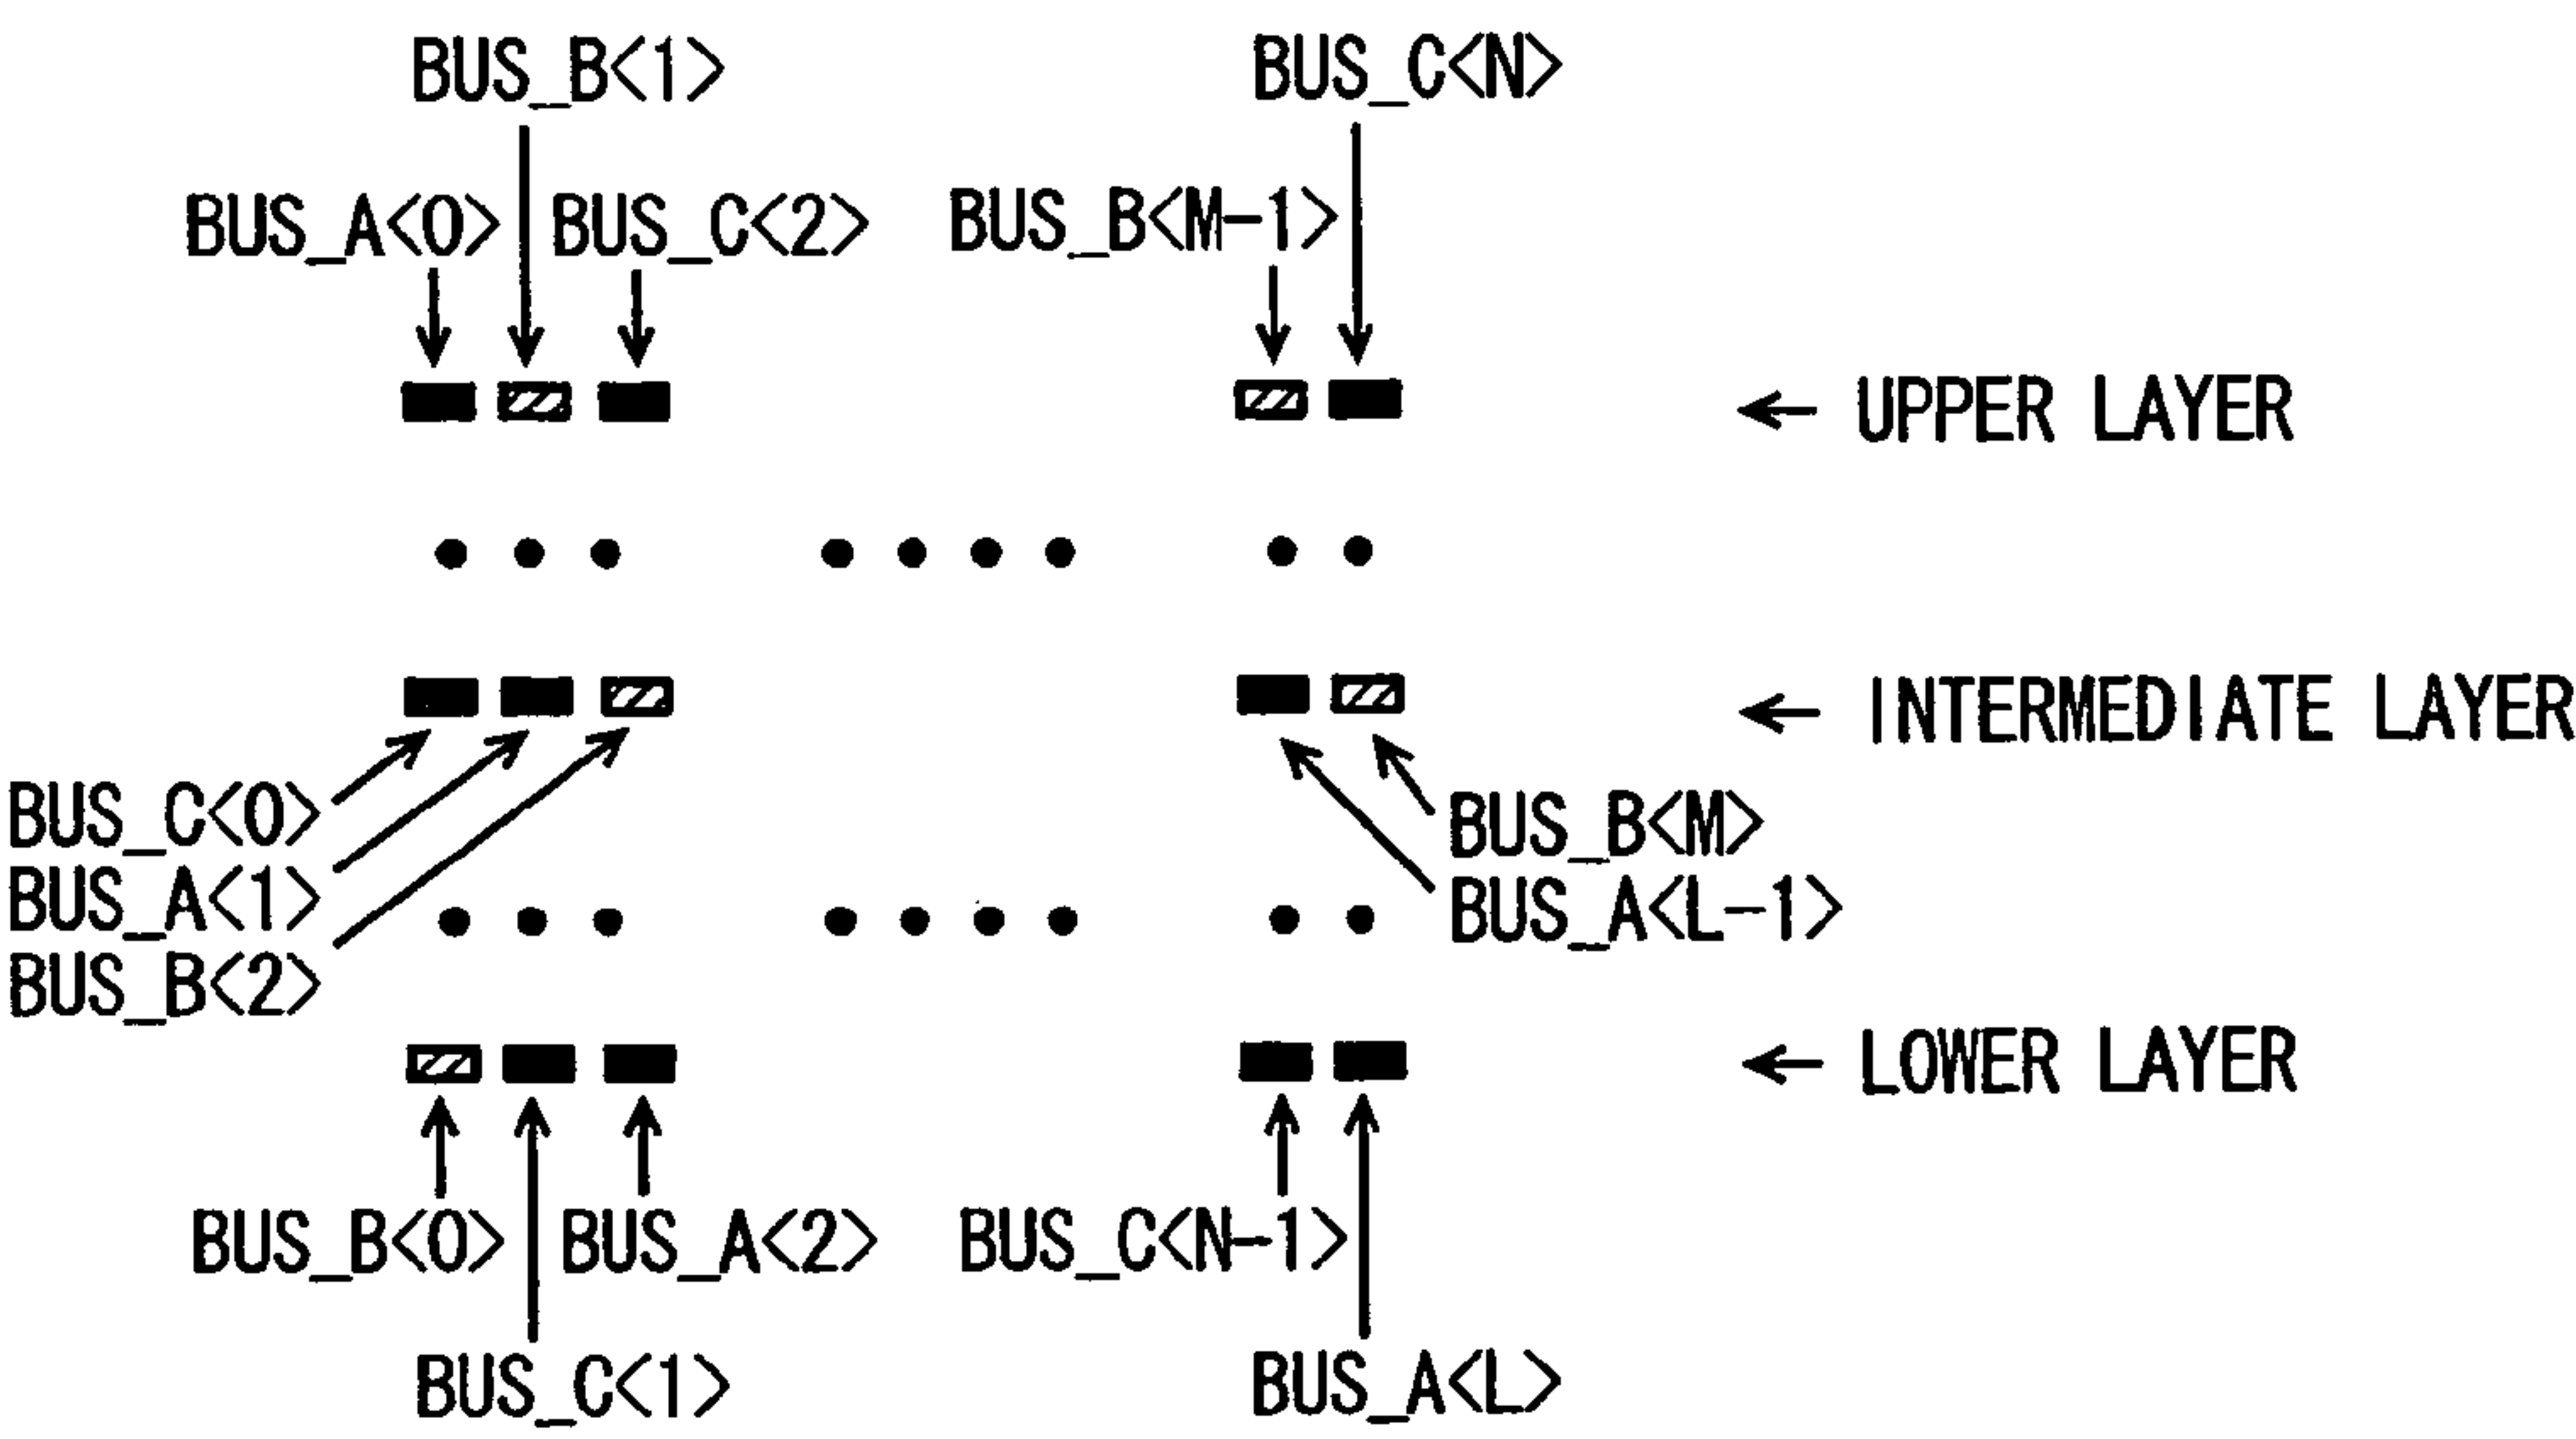 BUS_B<1>
BUS_C<N>
BUS_A<0>
BUS_C<2>
BUS_B<M-1>
UPPER LAYER
INTERMEDIATE LAYER
BUS_C<0>
BUS_A<1>
BUS_B<2>
BUS_B<M>
BUS_A<L-1>
LOWER LAYER
BUS_B<0>
BUS_A<2>
BUS_C<N-1>
BUS_C<1>
BUS_A<L>